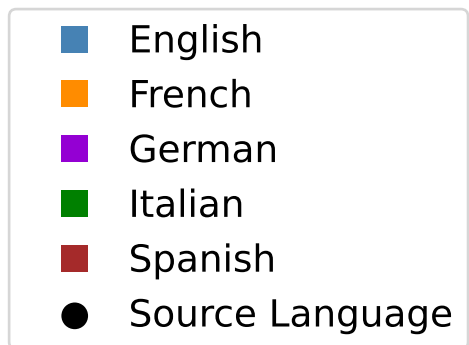 English
French
German
Italian
Spanish
Source Language